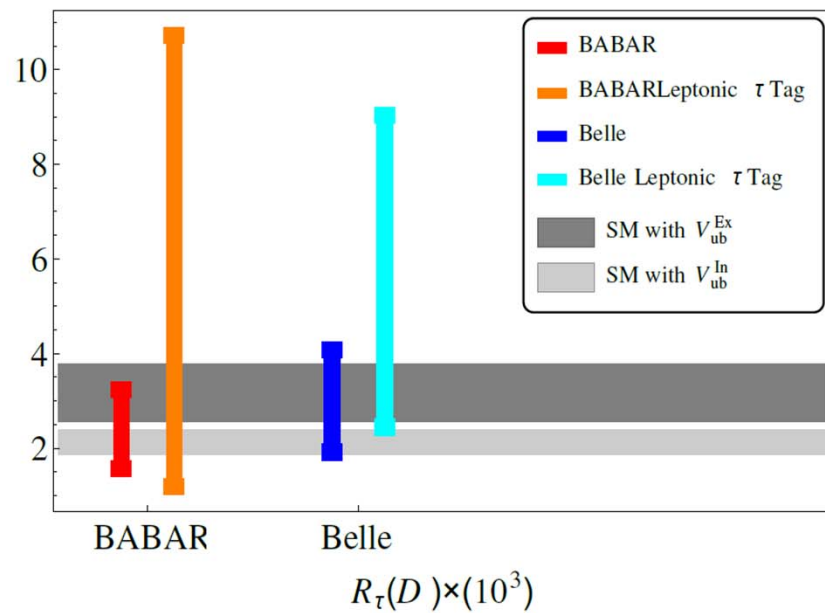 10
8
6
4
2
BABAR
BABARLeptonic τ Tag
Belle
Belle Leptonic τ Tag
SM with V_ub^Ex
SM with V_ub^In
BABAR Belle
R_τ(D )×(10^3)